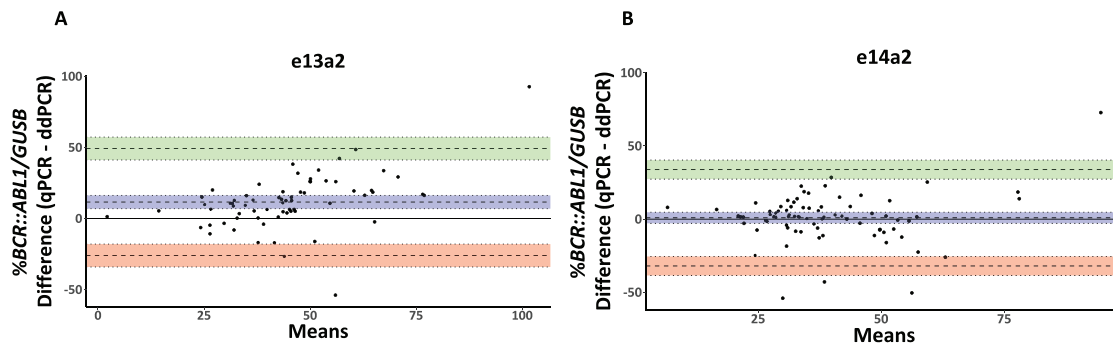 A
e13a2
%BCR::ABL1/GUSB
Difference (qPCR - ddPCR)
100
50
0
-50
0
25
50
75
100
Means
B
e14a2
%BCR::ABL1/GUSB
Difference (qPCR - ddPCR)
100
50
0
-50
25
50
75
Means